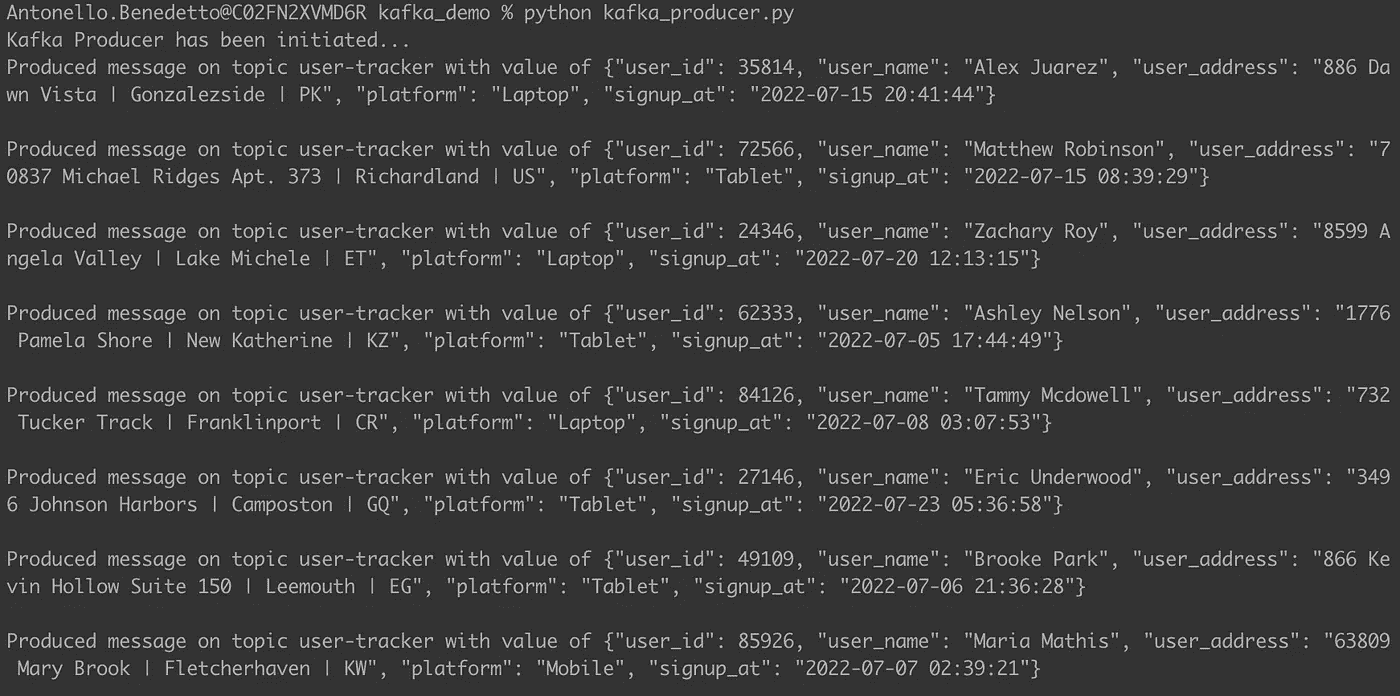 Antonello.Benedetto@C02FN2XVMD6R kafka_demo % python kafka_producer.py
Kafka Producer has been initiated...
Produced message on topic user-tracker with value of {"user_id": 35814, "user_name": "Alex Juarez", "user_address": "886 Da
wn Vista | Gonzalezside | PK", "platform": "Laptop", "signup_at": "2022-07-15 20:41:44"}
Produced message on topic user-tracker with value of {"user_id": 72566, "user_name": "Matthew Robinson", "user_address": "7
0837 Michael Ridges Apt. 373 | Richardland | US", "platform": "Tablet", "signup_at": "2022-07-15 08:39:29"}
Produced message on topic user-tracker with value of {"user_id": 24346, "user_name": "Zachary Roy", "user_address": "8599 A
ngela Valley | Lake Michele | ET", "platform": "Laptop", "signup_at": "2022-07-20 12:13:15"}
Produced message on topic user-tracker with value of {"user_id": 62333, "user_name": "Ashley Nelson", "user_address": "1776
 Pamela Shore | New Katherine | KZ", "platform": "Tablet", "signup_at": "2022-07-05 17:44:49"}
Produced message on topic user-tracker with value of {"user_id": 84126, "user_name": "Tammy Mcdowell", "user_address": "732
 Tucker Track | Franklinport | CR", "platform": "Laptop", "signup_at": "2022-07-08 03:07:53"}
Produced message on topic user-tracker with value of {"user_id": 27146, "user_name": "Eric Underwood", "user_address": "349
6 Johnson Harbors | Camposton | GQ", "platform": "Tablet", "signup_at": "2022-07-23 05:36:58"}
Produced message on topic user-tracker with value of {"user_id": 49109, "user_name": "Brooke Park", "user_address": "866 Ke
vin Hollow Suite 150 | Leemouth | EG", "platform": "Tablet", "signup_at": "2022-07-06 21:36:28"}
Produced message on topic user-tracker with value of {"user_id": 85926, "user_name": "Maria Mathis", "user_address": "63809
 Mary Brook | Fletcherhaven | KW", "platform": "Mobile", "signup_at": "2022-07-07 02:39:21"}